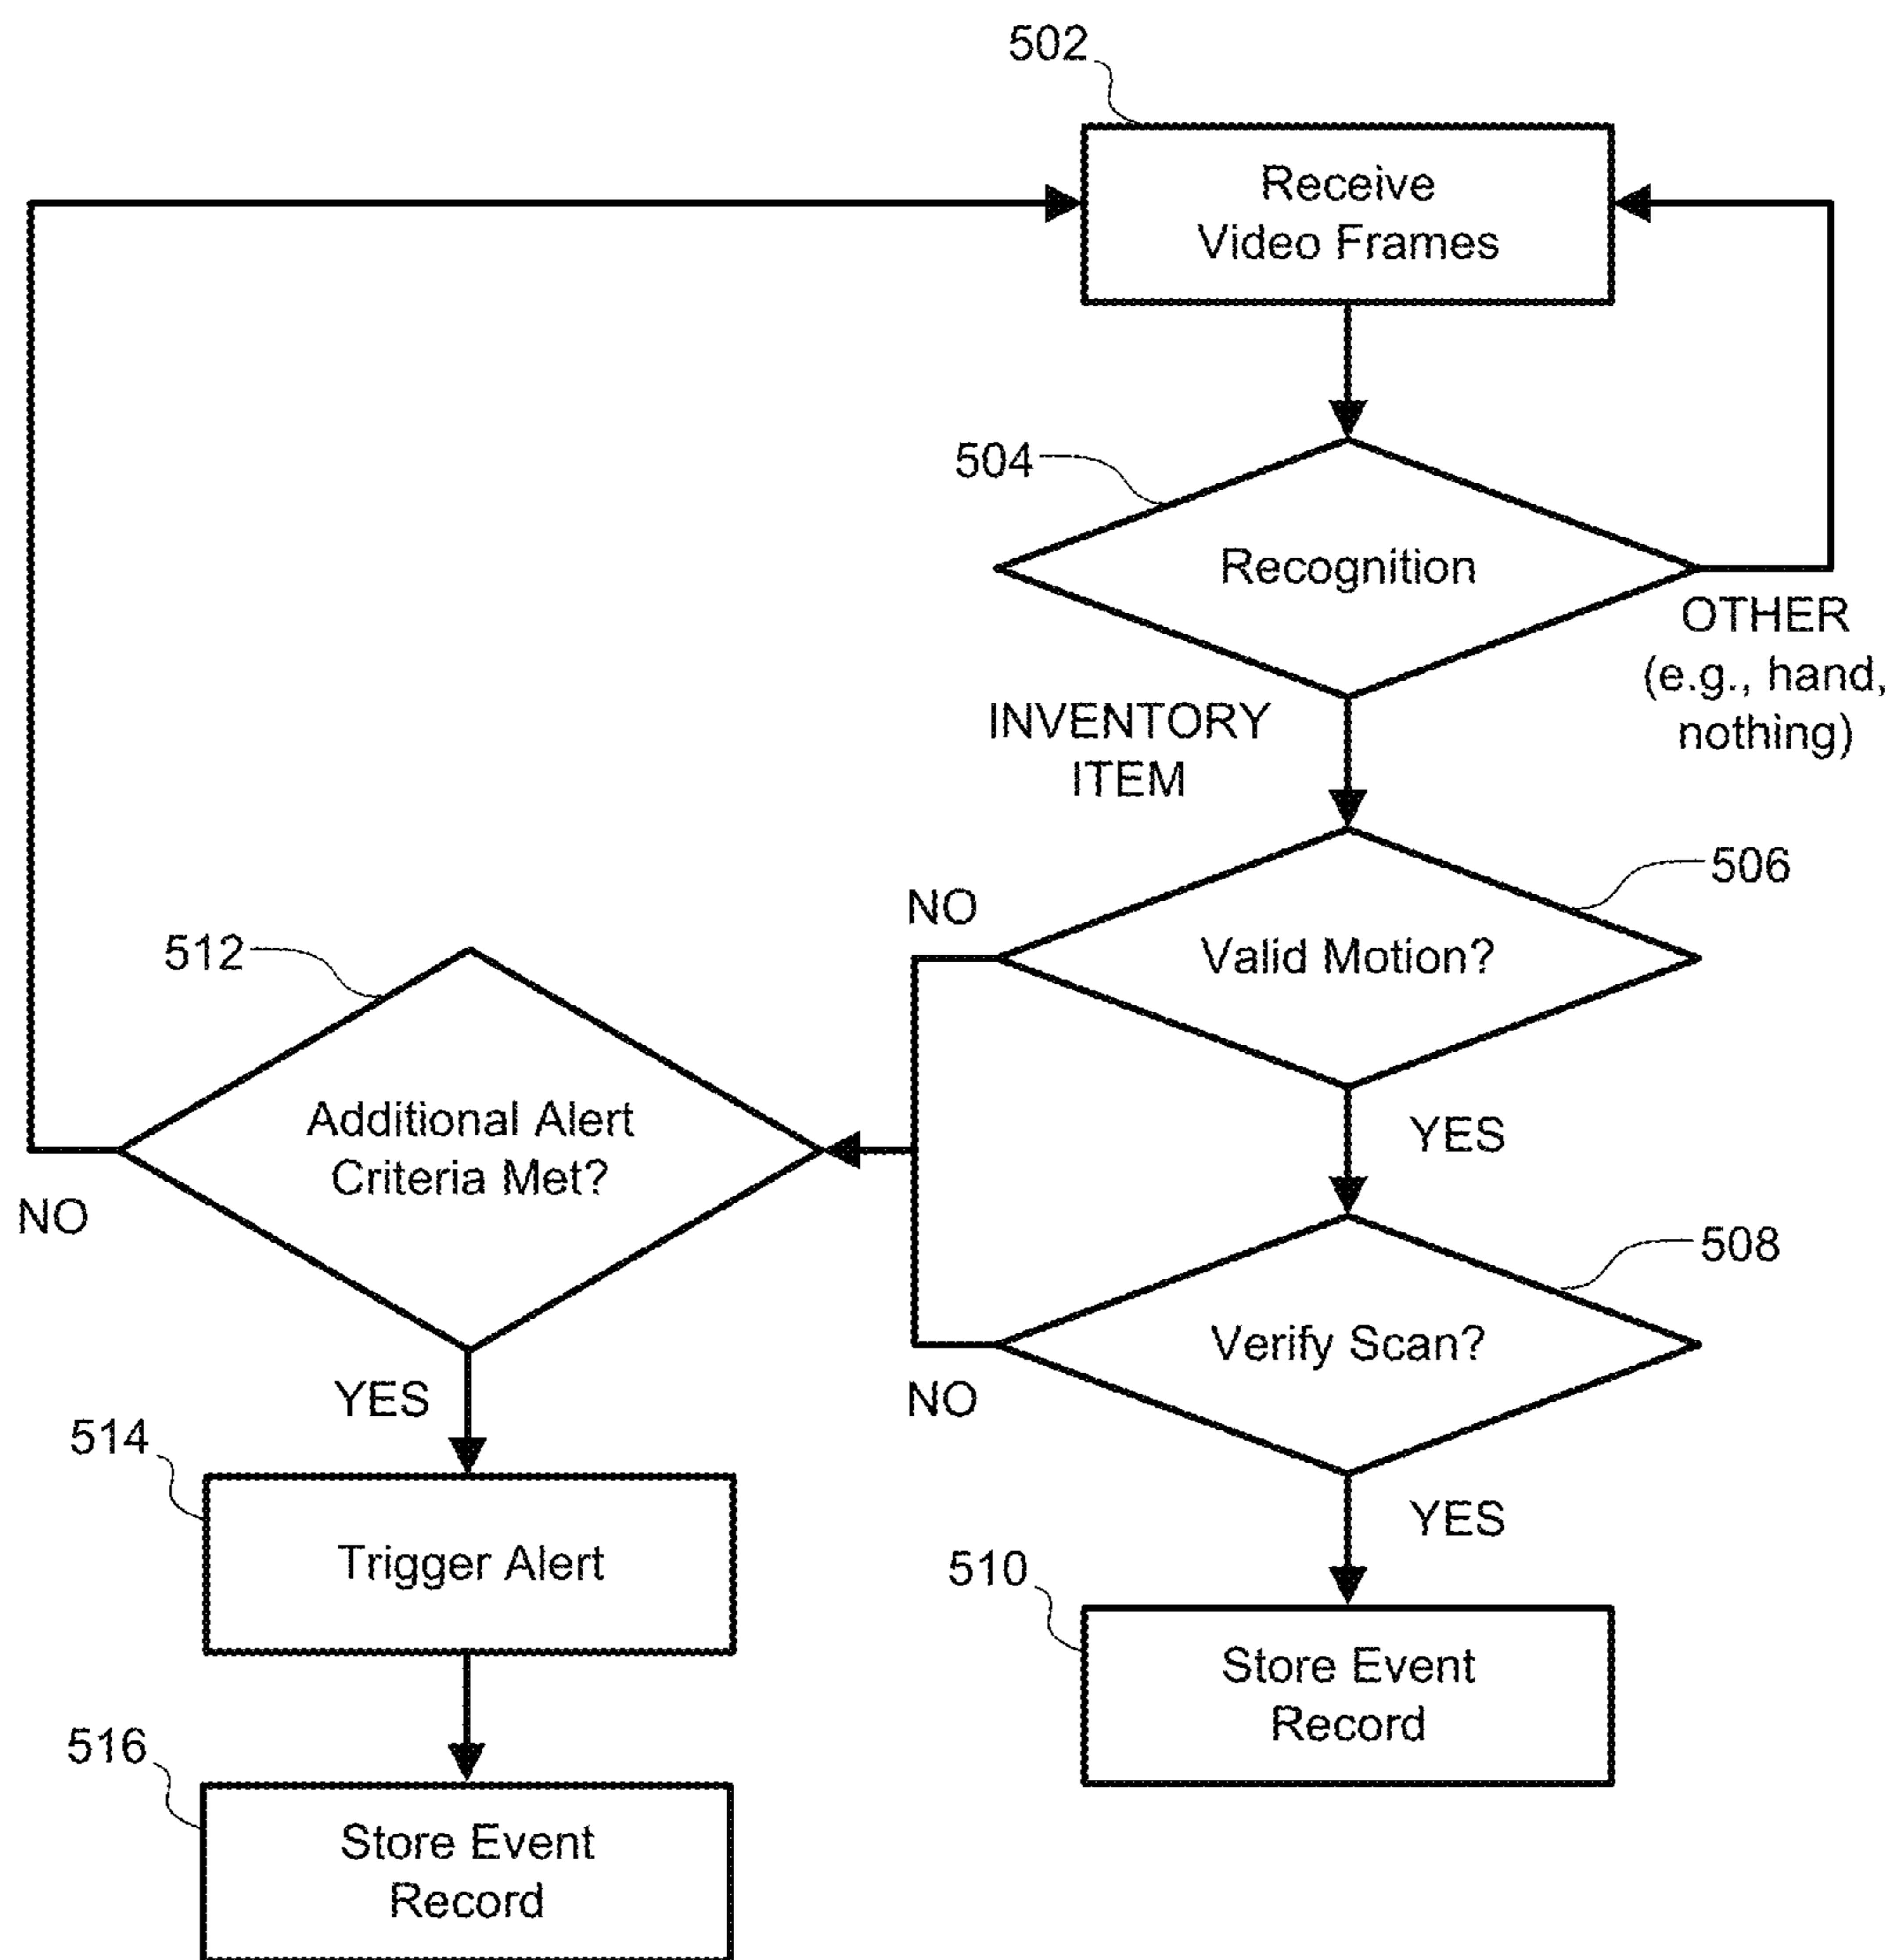 502
Receive
Video Frames
504
Recognition
OTHER
(e.g., hand,
nothing)
INVENTORY
ITEM
506
NO
Valid Motion?
512
YES
Additional Alert
Criteria Met?
NO
508
Verify Scan?
NO
YES
YES
514
Trigger Alert
510
Store Event
Record
516
Store Event
Record